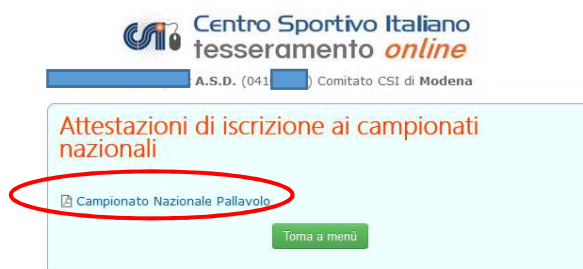 CSI Centro Sportivo Italiano
tesseramento online
A.S.D. (041 ) Comitato CSI di Modena
Attestazioni di iscrizione ai campionati
nazionali
Campionato Nazionale Pallavolo
Torna a menù